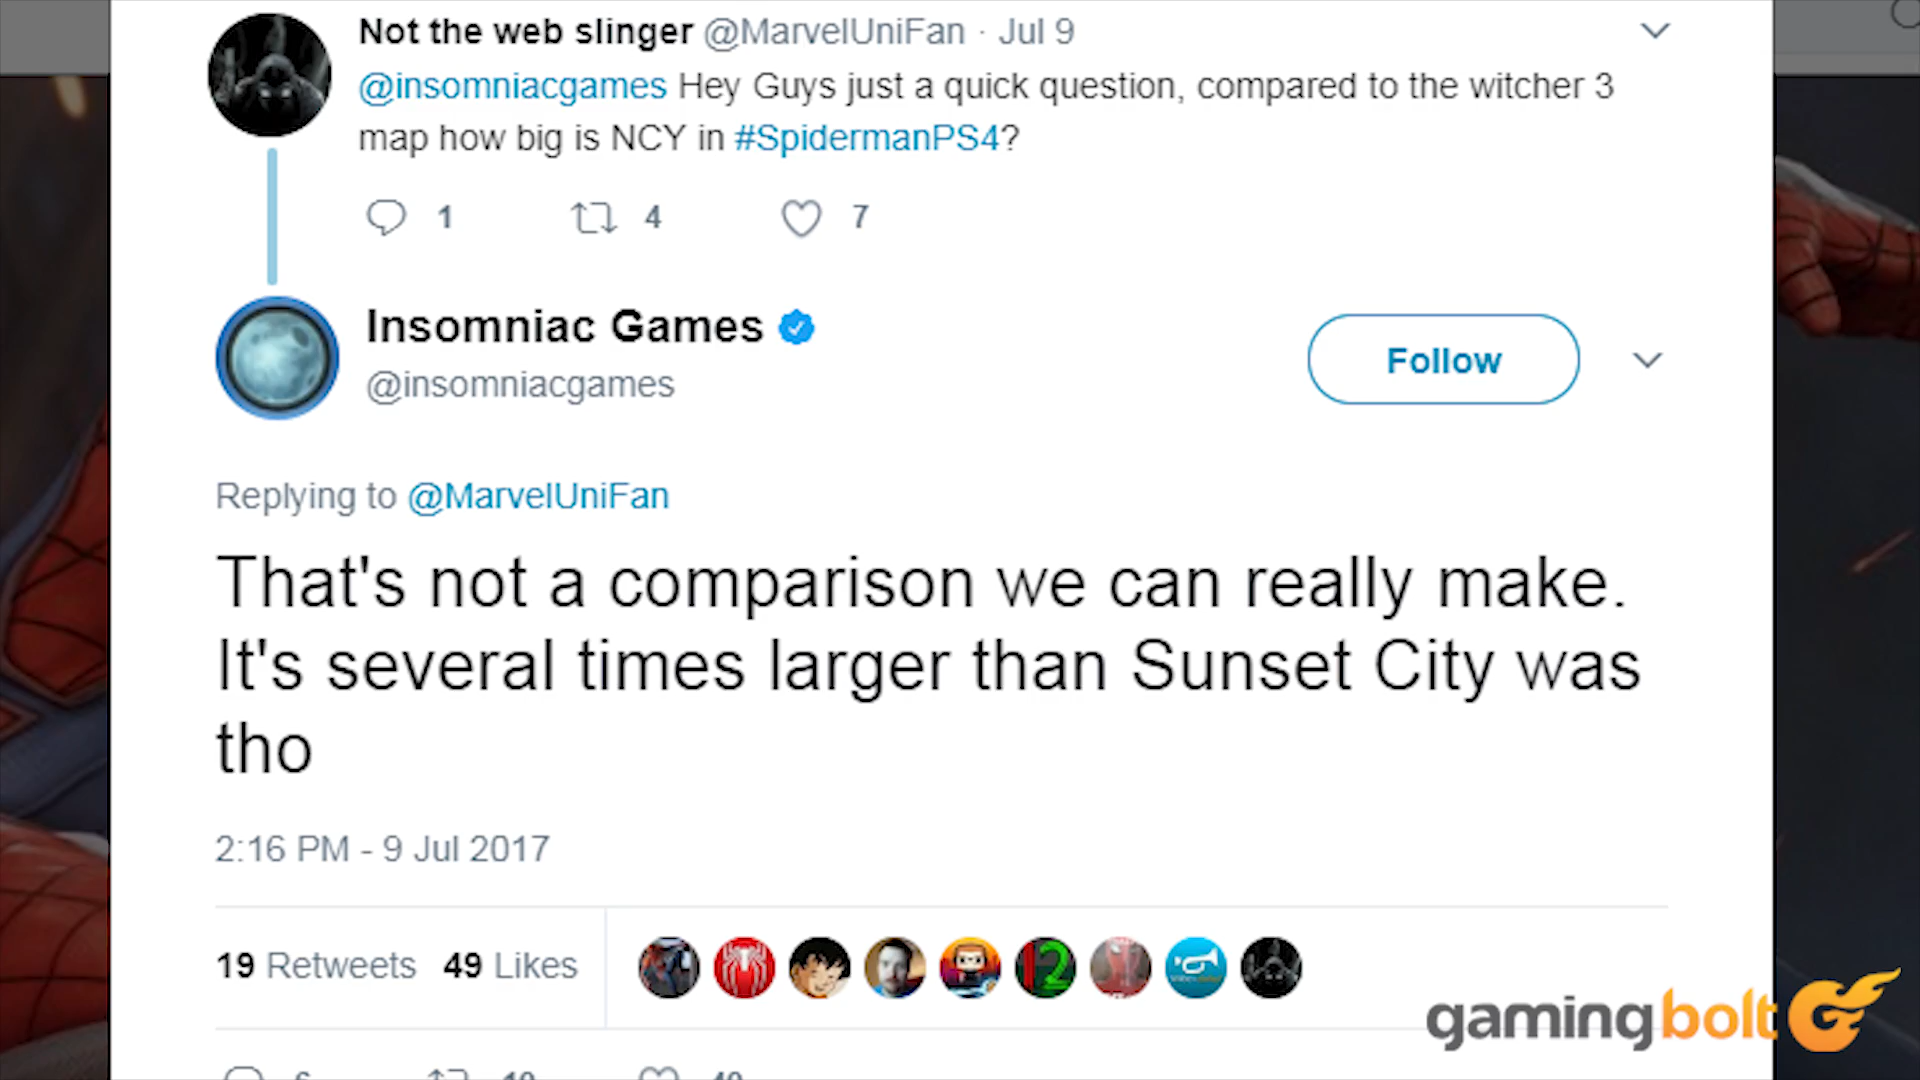 Not the web slinger @MarvelUniFan · Jul 9
@insomniacgames Hey Guys just a quick question, compared to the witcher 3
map how big is NCY in #SpidermanPS4?
1 4 7
Insomniac Games
@insomniacgames
Follow
Replying to @MarvelUniFan
That's not a comparison we can really make.
It's several times larger than Sunset City was
tho
2:16 PM - 9 Jul 2017
19 Retweets 49 Likes
12
gamingbolt